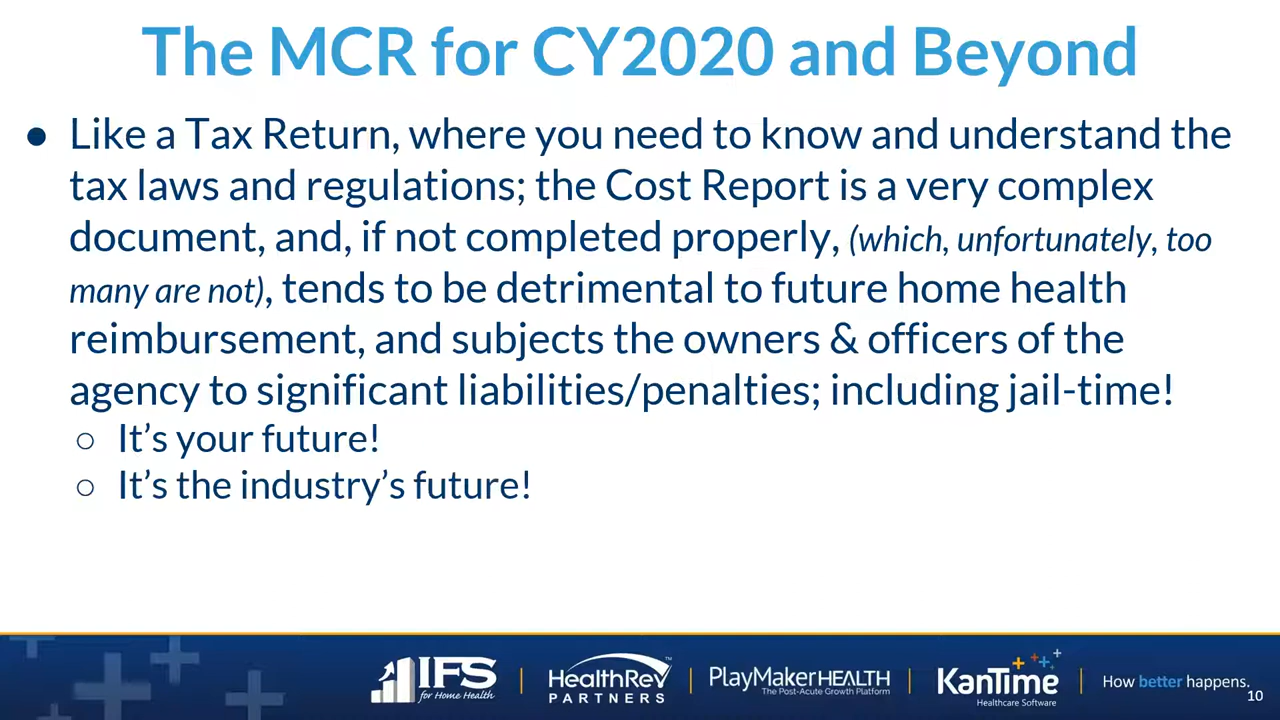 The MCR for CY2020 and Beyond
● Like a Tax Return, where you need to know and understand the
tax laws and regulations; the Cost Report is a very complex
document, and, if not completed properly, (which, unfortunately, too
many are not), tends to be detrimental to future home health
reimbursement, and subjects the owners & officers of the
agency to significant liabilities/penalties; including jail-time!
○ It’s your future!
○ It’s the industry’s future!
IFS
for Home Health
HealthRev™
PARTNERS
PlayMakerHEALTH
The Post-Acute Growth Platform
KanTime
Healthcare Software
How better happens.
10